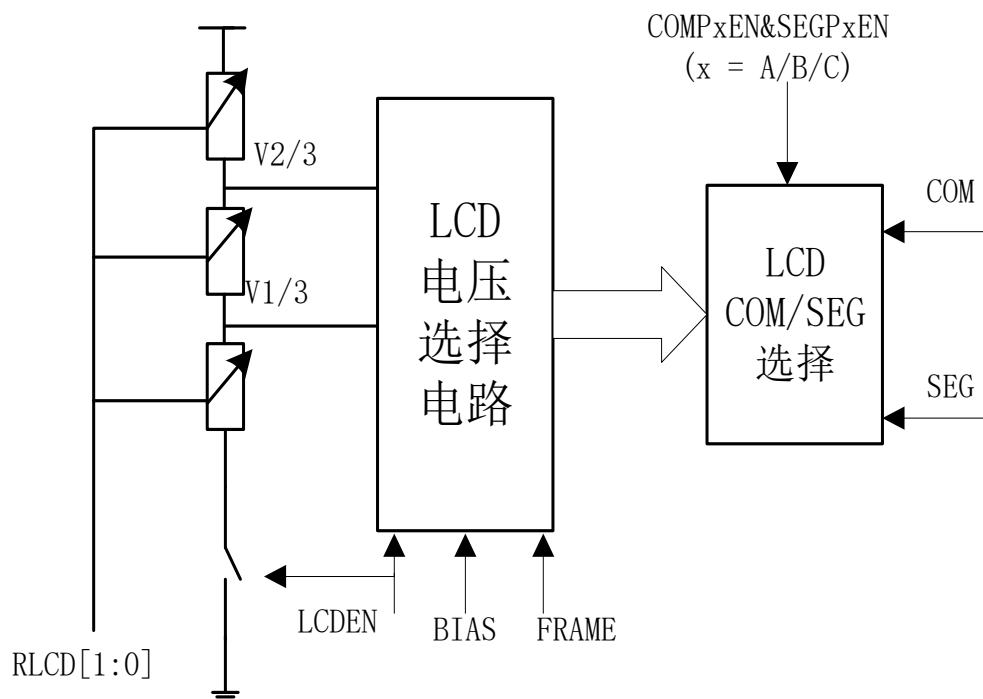 COMPxEN&SEGPxEN
(x = A/B/C)
V2/3
V1/3
LCD
电压
选择
电路
LCD
COM/SEG
选择
COM
SEG
LCDEN
BIAS
FRAME
RLCD[1:0]